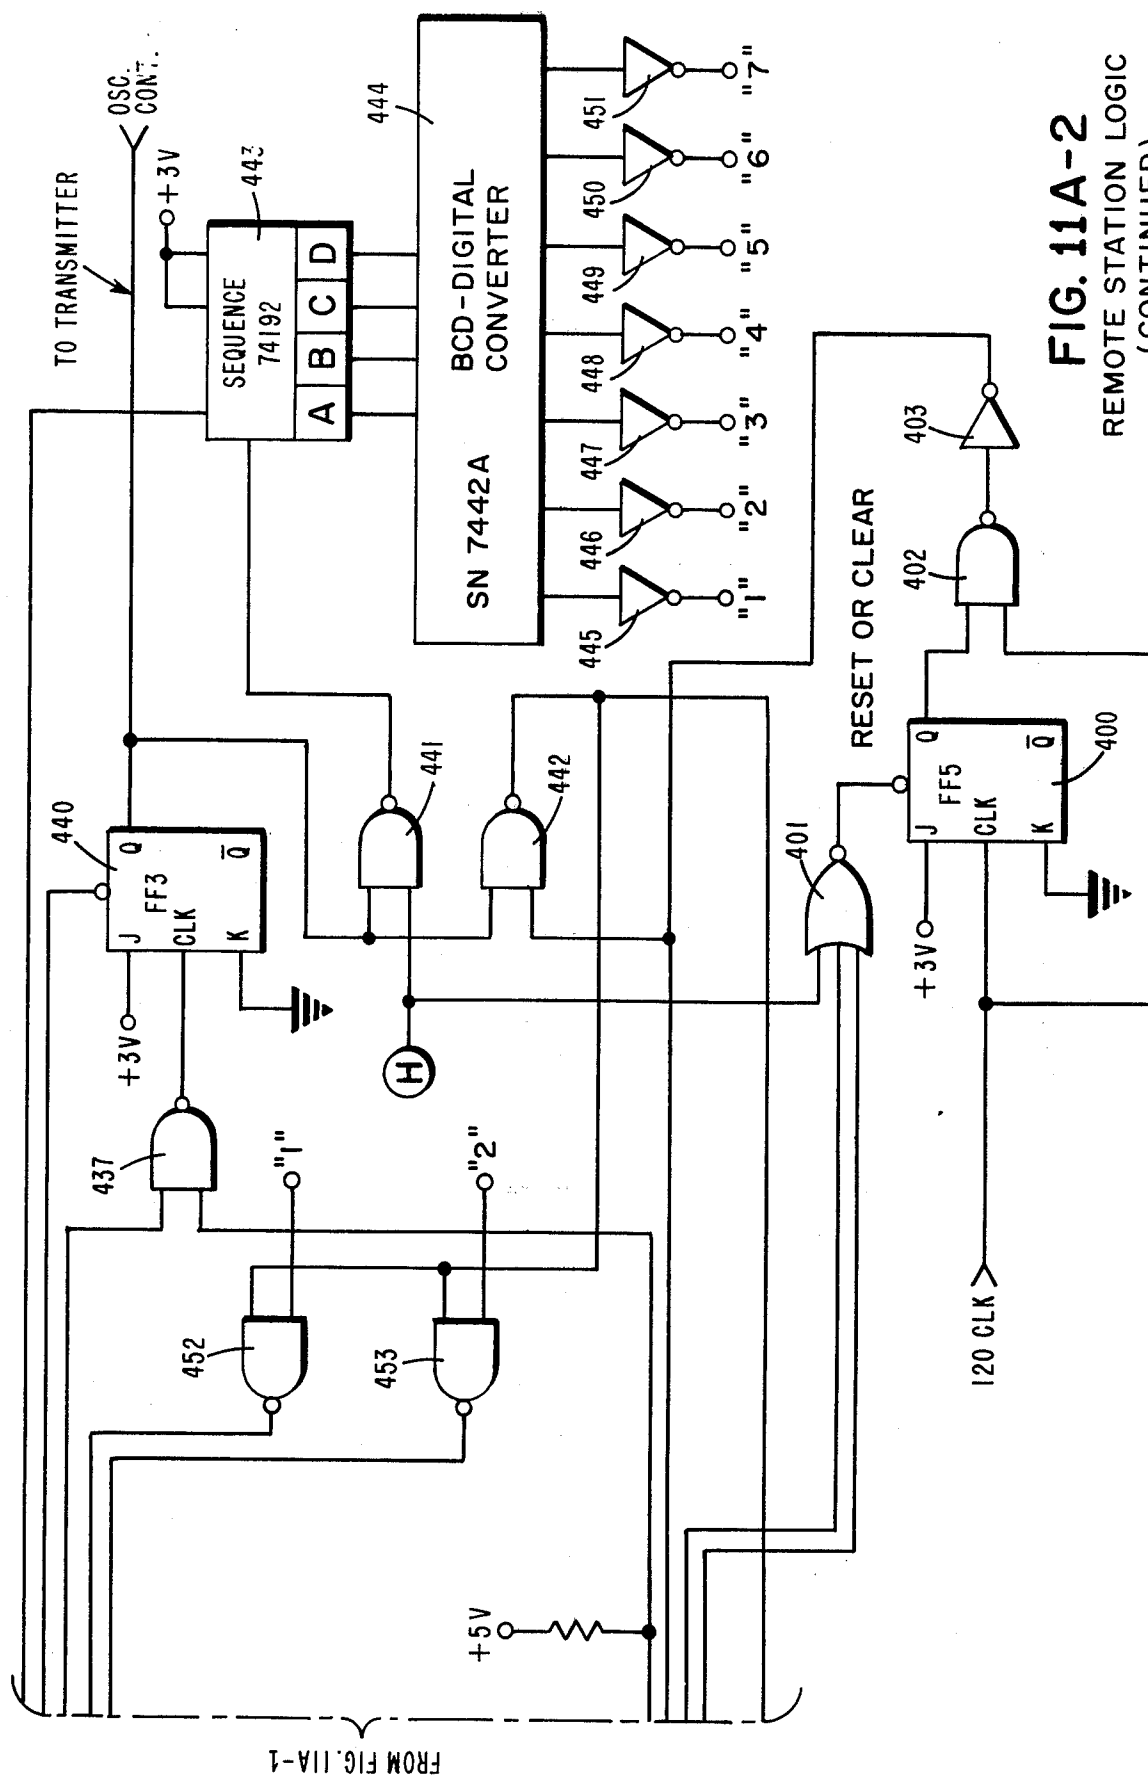 TO TRANSMITTER
OSC.
CONT.
+3V
443
SEQUENCE
74192
A B C D
444
BCD-DIGITAL
CONVERTER
SN 7442A
445
446
447
448
449
450
451
"1"
"2"
"3"
"4"
"5"
"6"
"7"
440
J
Q
FF3
CLK
K
Q̅
+3V
437
441
442
H
"1"
"2"
452
453
+5V
FROM FIG. 11A-1
RESET OR CLEAR
401
+3V
J
Q
FF5
CLK
K
Q̅
400
402
403
120 CLK
FIG. 11A-2
REMOTE STATION LOGIC
(CONTINUED)